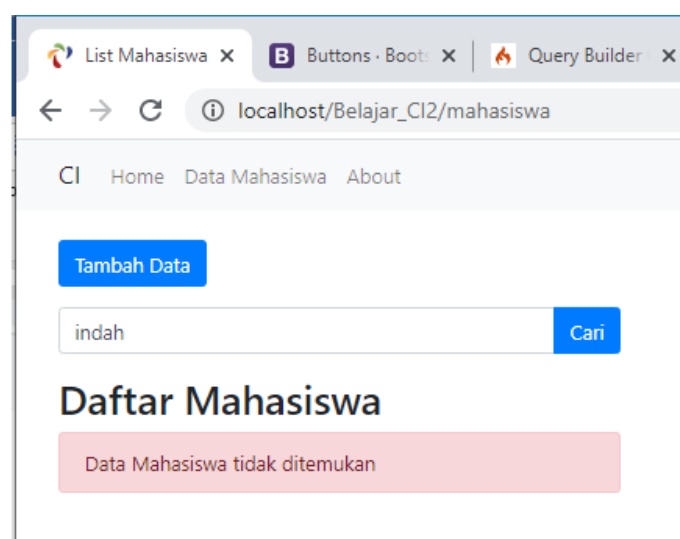 List Mahasiswa Buttons · Boots Query Builder
localhost/Belajar_CI2/mahasiswa
CI Home Data Mahasiswa About
Tambah Data
indah Cari
Daftar Mahasiswa
Data Mahasiswa tidak ditemukan